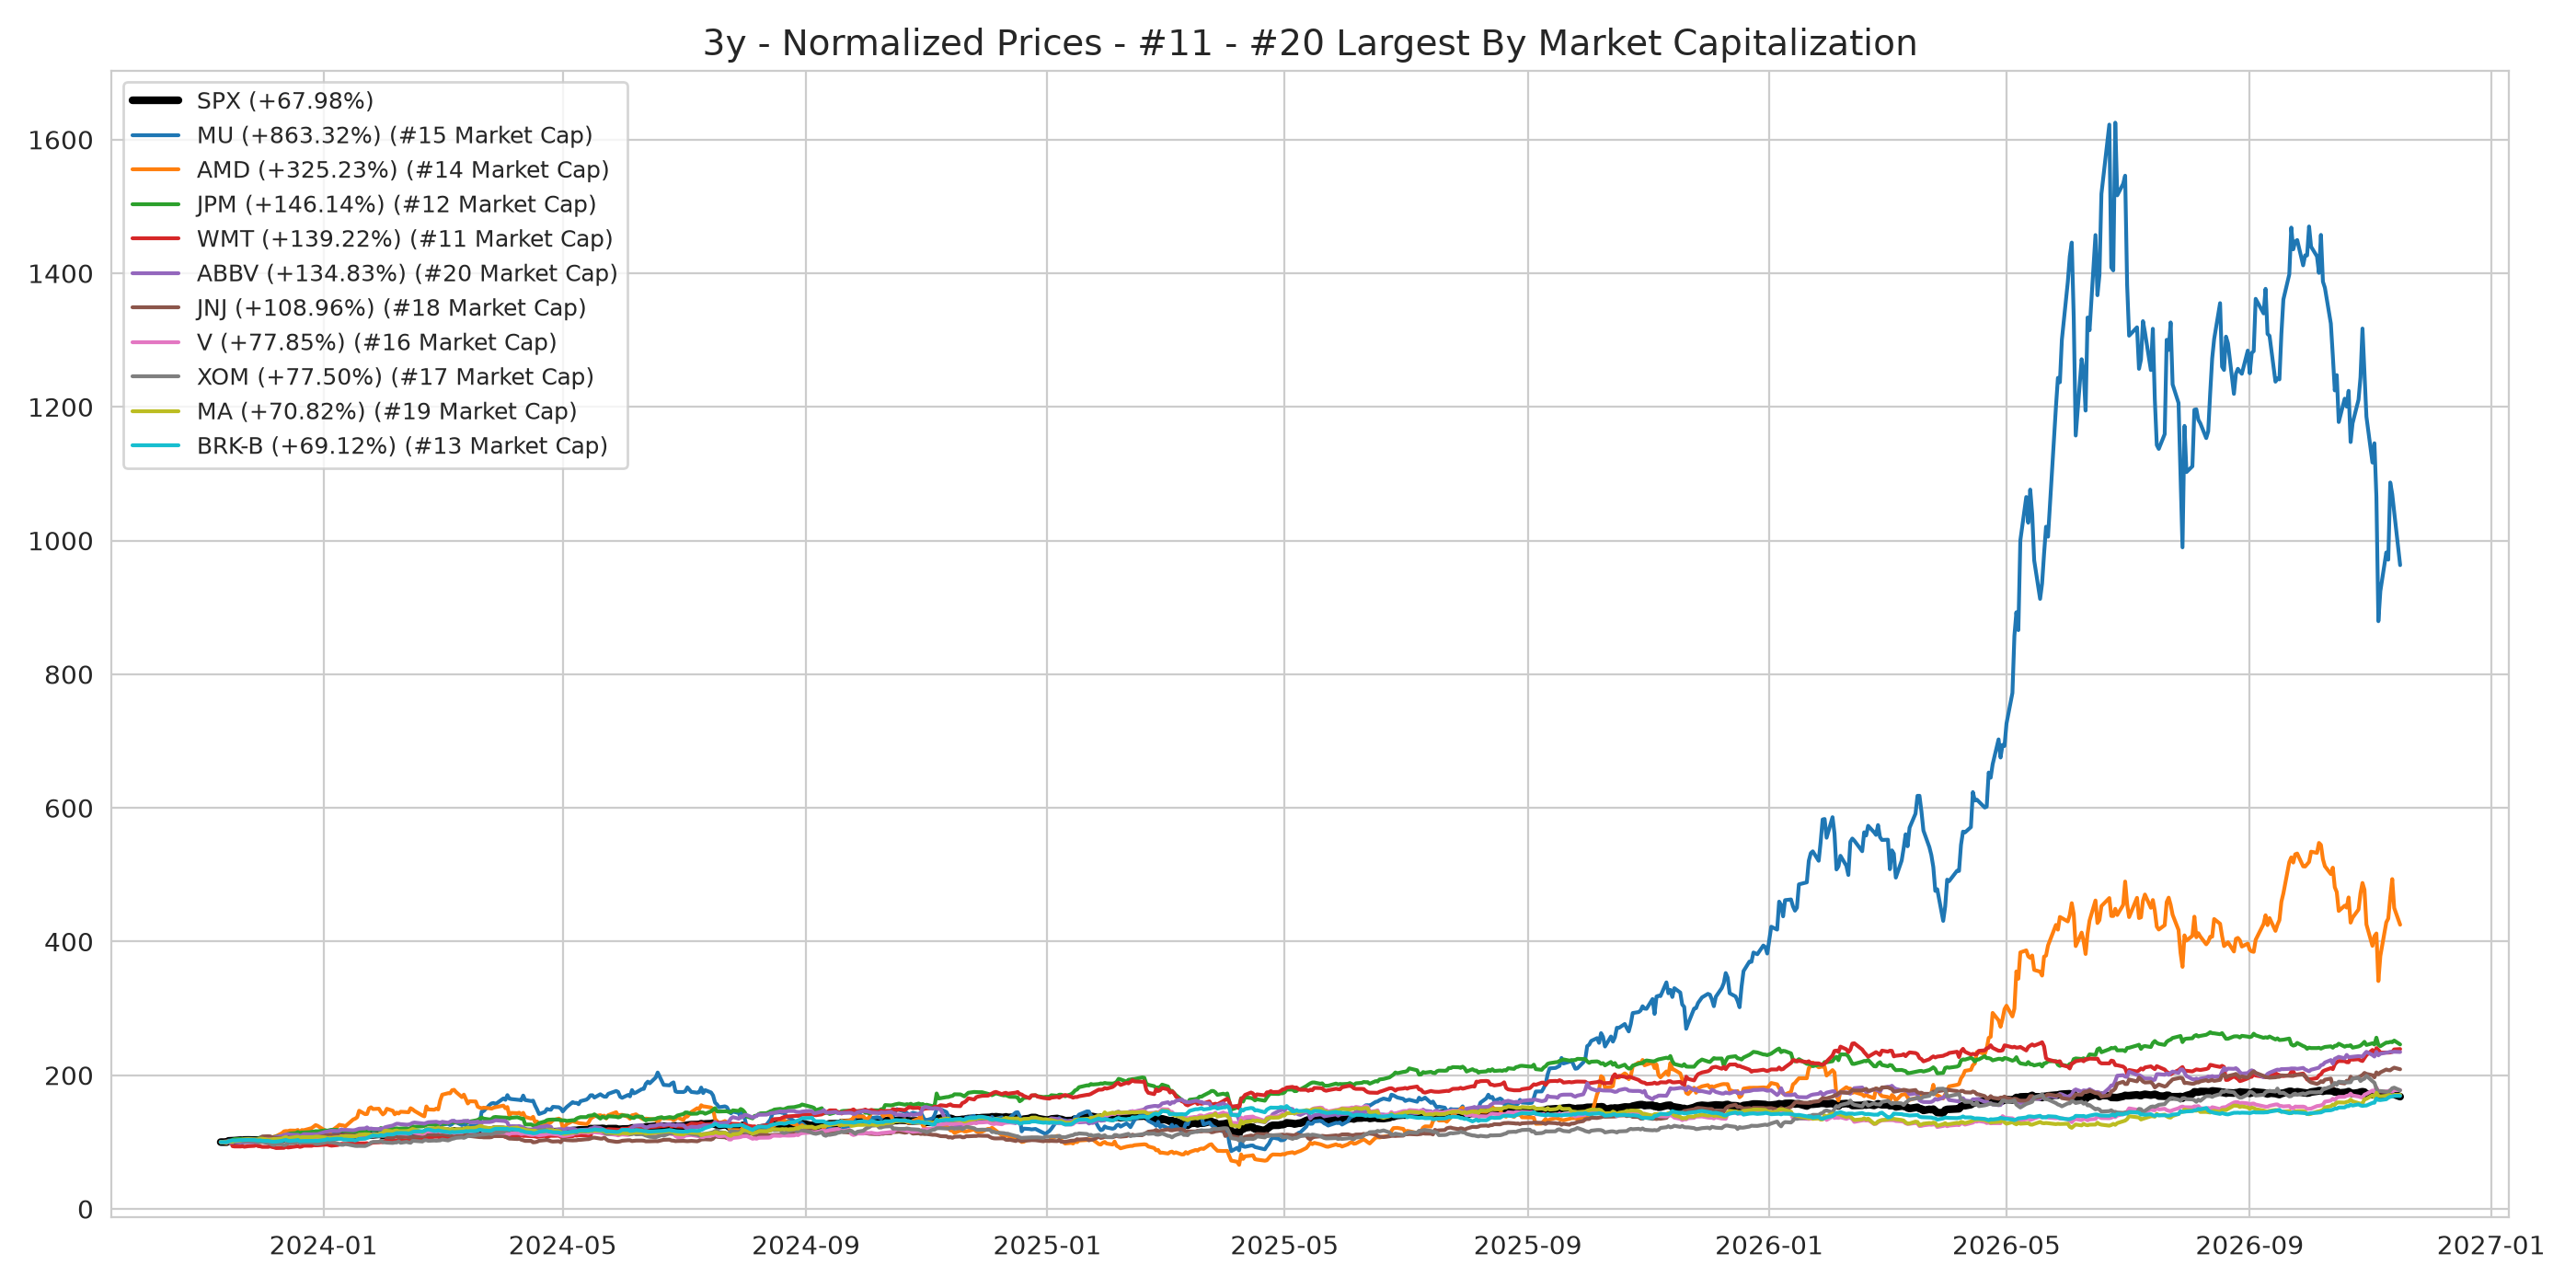 3y - Normalized Prices - #11 - #20 Largest By Market Capitalization
SPX (+67.98%)
MU (+863.32%) (#15 Market Cap)
AMD (+325.23%) (#14 Market Cap)
JPM (+146.14%) (#12 Market Cap)
WMT (+139.22%) (#11 Market Cap)
ABBV (+134.83%) (#20 Market Cap)
JNJ (+108.96%) (#18 Market Cap)
V (+77.85%) (#16 Market Cap)
XOM (+77.50%) (#17 Market Cap)
MA (+70.82%) (#19 Market Cap)
BRK-B (+69.12%) (#13 Market Cap)
1600
1400
1200
1000
800
600
400
200
0
2024-01 2024-05 2024-09 2025-01 2025-05 2025-09 2026-01 2026-05 2026-09 2027-01